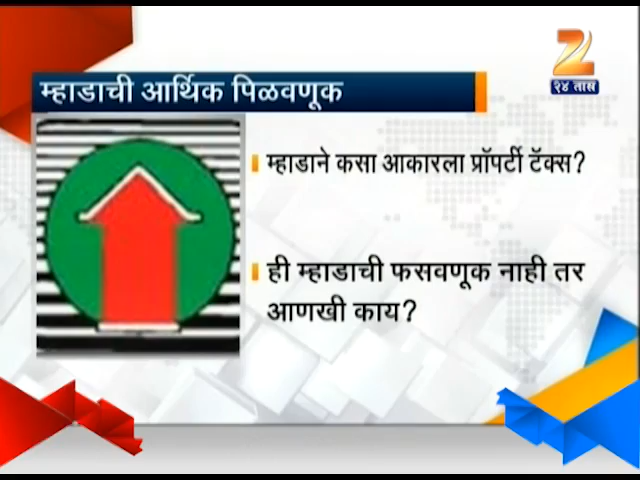 २४ तास
म्हाडाची आर्थिक पिळवणूक
म्हाडाने कसा आकारला प्रॉपर्टी टॅक्स?
ही म्हाडाची फसवणूक नाही तर
आणखी काय?